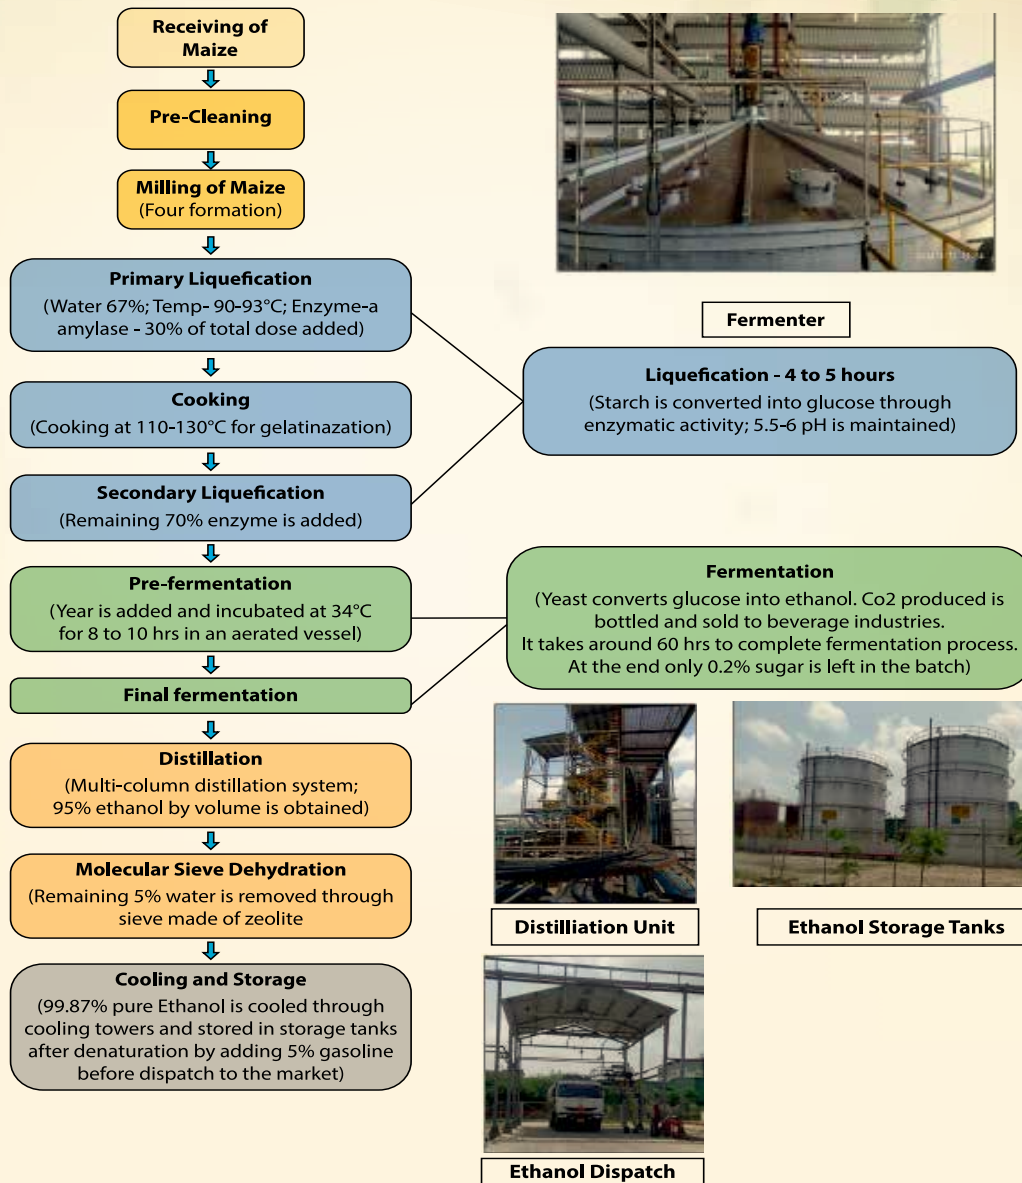 Receiving of
Maize
Pre-Cleaning
Milling of Maize
(Four formation)
Primary Liquefication
(Water 67%; Temp- 90-93°C; Enzyme-a
amylase - 30% of total dose added)
Cooking
(Cooking at 110-130°C for gelatinazation)
Secondary Liquefication
(Remaining 70% enzyme is added)
Fermenter
Liquefication - 4 to 5 hours
(Starch is converted into glucose through
enzymatic activity; 5.5-6 pH is maintained)
Pre-fermentation
(Year is added and incubated at 34°C
for 8 to 10 hrs in an aerated vessel)
Final fermentation
Fermentation
(Yeast converts glucose into ethanol. Co2 produced is
bottled and sold to beverage industries.
It takes around 60 hrs to complete fermentation process.
At the end only 0.2% sugar is left in the batch)
Distillation
(Multi-column distillation system;
95% ethanol by volume is obtained)
Molecular Sieve Dehydration
(Remaining 5% water is removed through
sieve made of zeolite
Cooling and Storage
(99.87% pure Ethanol is cooled through
cooling towers and stored in storage tanks
after denaturation by adding 5% gasoline
before dispatch to the market)
Distilliation Unit
Ethanol Storage Tanks
Ethanol Dispatch